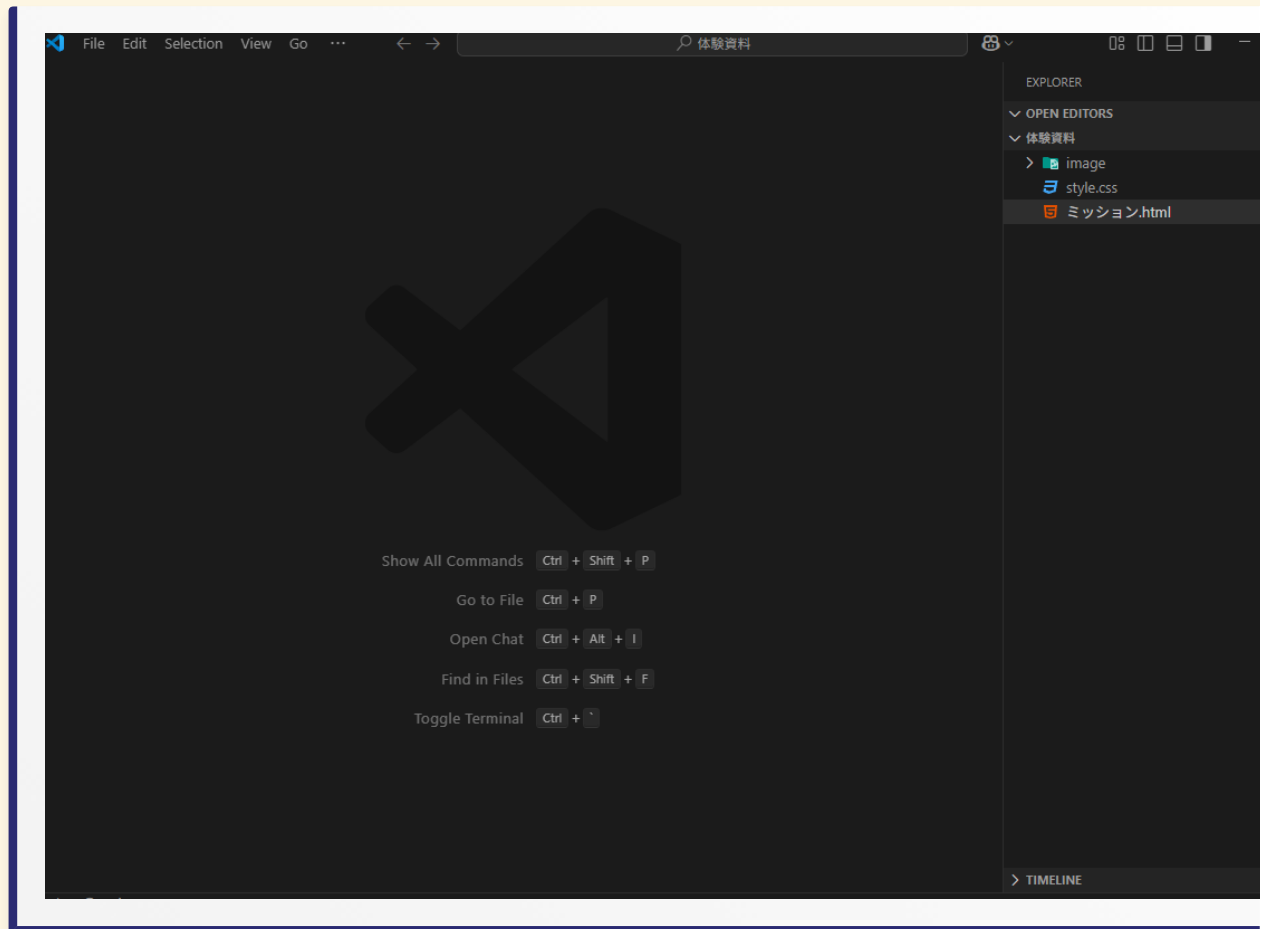 File Edit Selection View Go ··· 体験資料
EXPLORER
OPEN EDITORS
体験資料
image
style.css
ミッション.html
Show All Commands Ctrl + Shift + P
Go to File Ctrl + P
Open Chat Ctrl + Alt + I
Find in Files Ctrl + Shift + F
Toggle Terminal Ctrl + `
TIMELINE